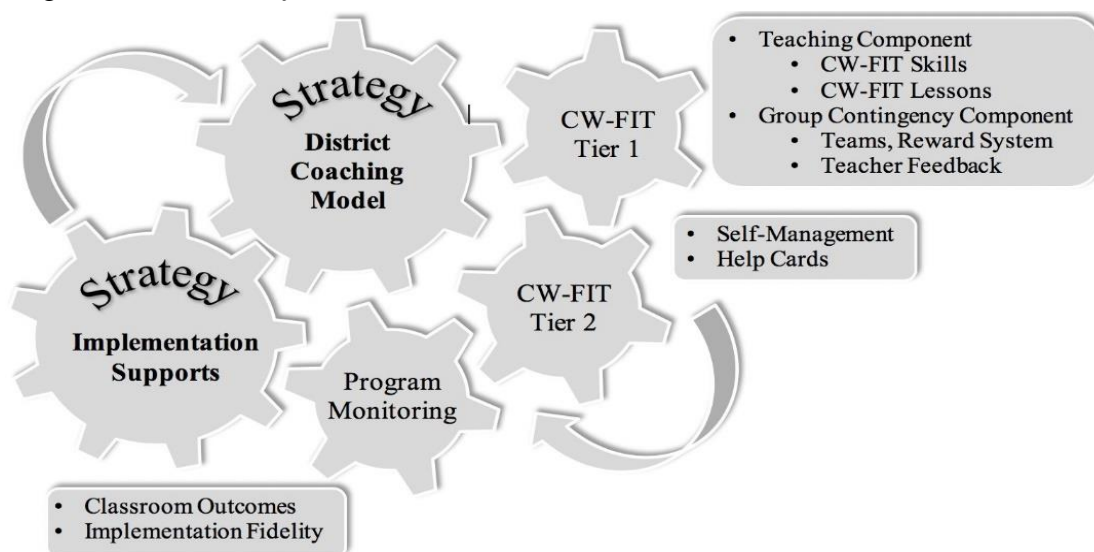 Strategy
District
Coaching
Model
CW-FIT
Tier 1
• Teaching Component
• CW-FIT Skills
• CW-FIT Lessons
• Group Contingency Component
• Teams, Reward System
• Teacher Feedback
Strategy
Implementation
Supports
Program
Monitoring
CW-FIT
Tier 2
• Self-Management
• Help Cards
• Classroom Outcomes
• Implementation Fidelity